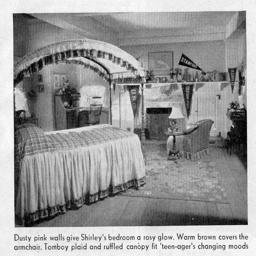 Dusty pink walls give Shirley's bedroom a rosy glow. Warm brown covers the
armchair. Tomboy plaid and ruffled canopy fit 'teen-ager's changing moods